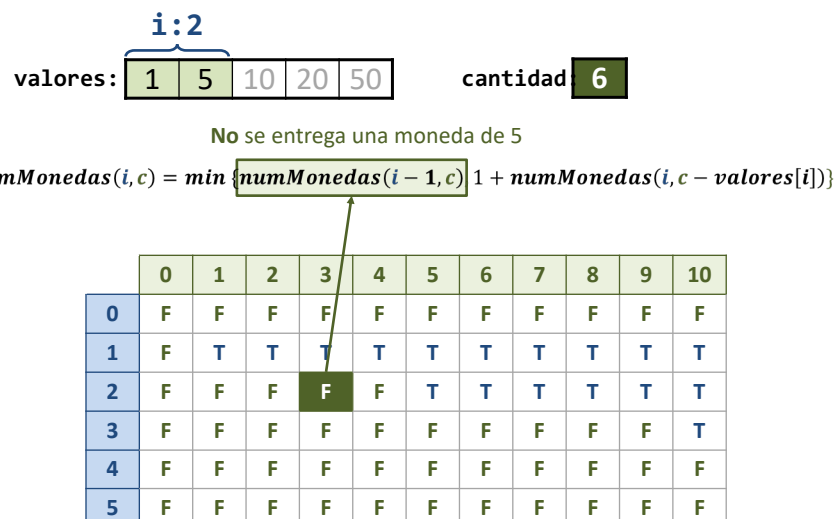 i:2
valores: 1 5 10 20 50 cantidad: 6
No se entrega una moneda de 5
mMonedas(i,c) = min {numMonedas(i − 1,c) 1 + numMonedas(i,c − valores[i])}
0 1 2 3 4 5 6 7 8 9 10
0 F F F F F F F F F F F
1 F T T T T T T T T T T
2 F F F F F T T T T T T
3 F F F F F F F F F F T
4 F F F F F F F F F F F
5 F F F F F F F F F F F